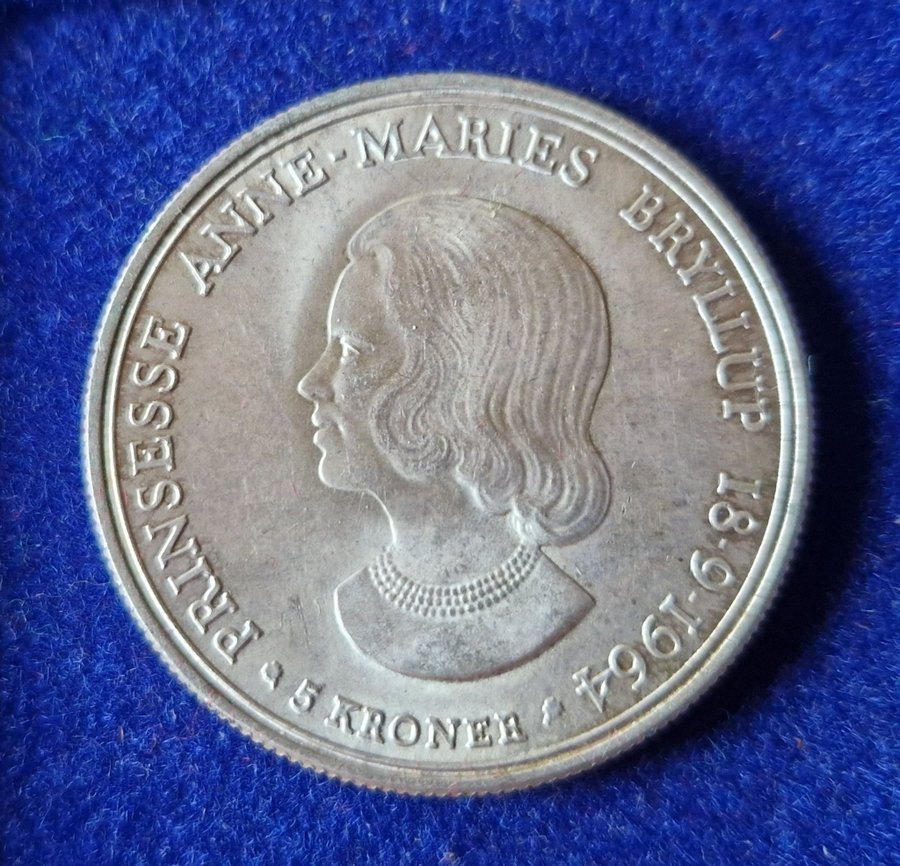 PRINSESSE ANNE-MARIES BRYLLUP 18·9·1964
5 KRONER